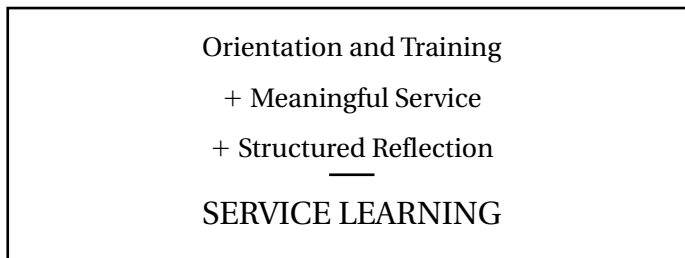 Orientation and Training
+ Meaningful Service
+ Structured Reflection
SERVICE LEARNING